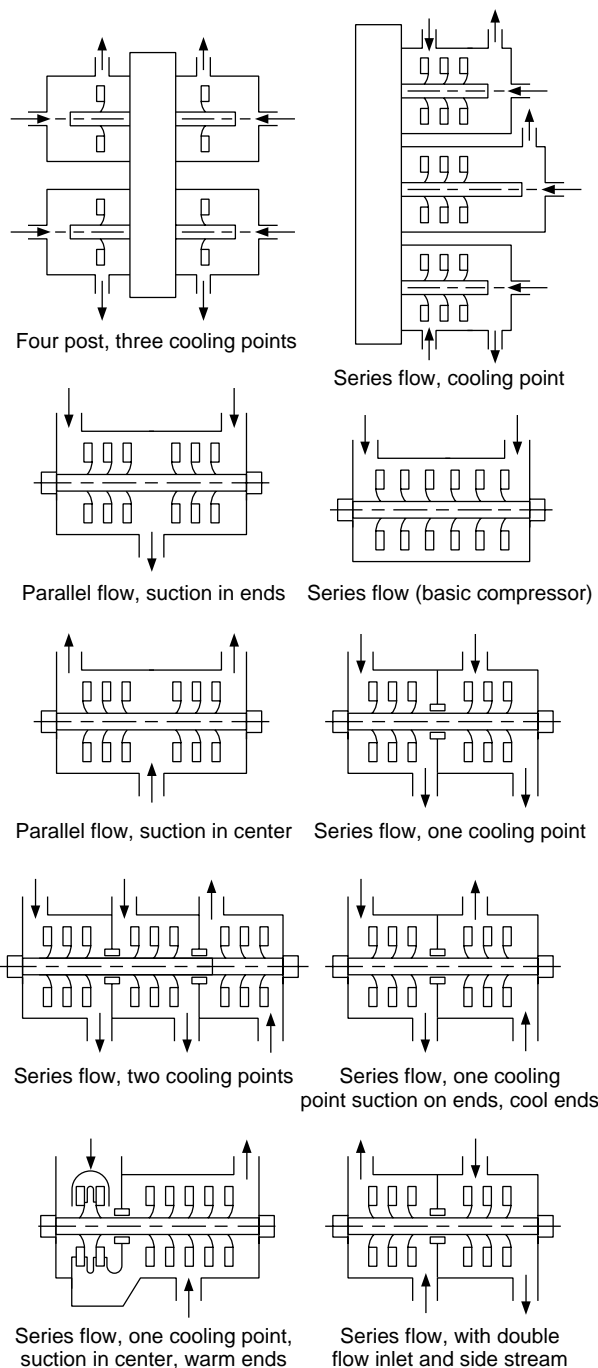 Four post, three cooling points
Series flow, cooling point
Parallel flow, suction in ends
Series flow (basic compressor)
Parallel flow, suction in center
Series flow, one cooling point
Series flow, two cooling points
Series flow, one cooling
point suction on ends, cool ends
Series flow, one cooling point,
suction in center, warm ends
Series flow, with double
flow inlet and side stream